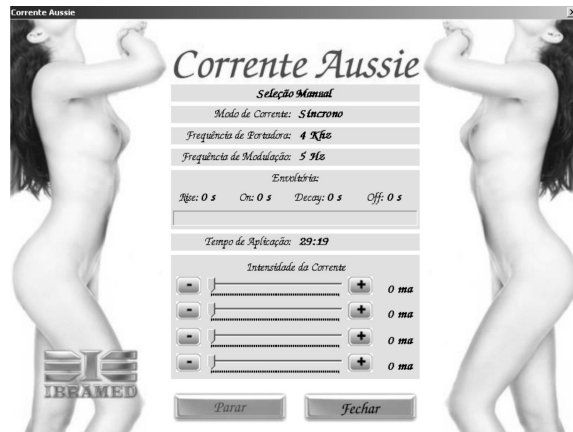 Corrente Aussie
Corrente Aussie
Seleção Manual
Modo de Corrente: Síncrono
Frequência de Portadora: 4 Khz
Frequência de Modulação: 5 Hz
Envoltória:
Rise: 0 s On: 0 s Decay: 0 s Off: 0 s
Tempo de Aplicação: 29:19
Intensidade da Corrente
- + 0 ma
- + 0 ma
- + 0 ma
- + 0 ma
IBRAMED
Parar Fechar